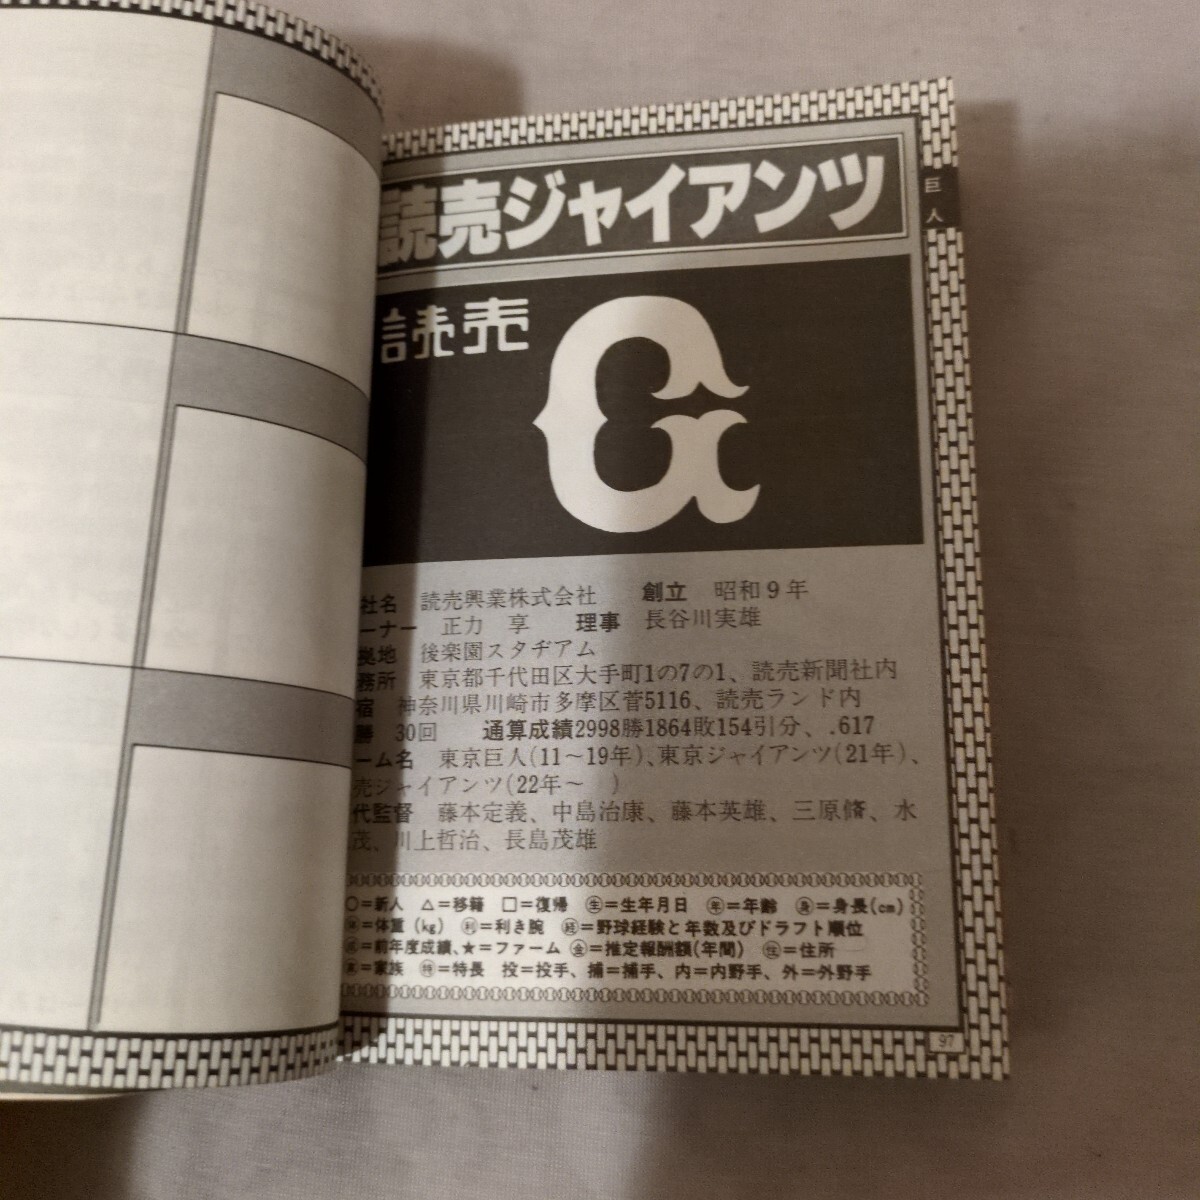 読売ジャイアンツ
巨人
読売
G
社名 読売興業株式会社 創立 昭和9年
ーナー 正力 亨 理事 長谷川実雄
拠地 後楽園スタヂアム
務所 東京都千代田区大手町1の7の1、読売新聞社内
宿 神奈川県川崎市多摩区菅5116、読売ランド内
勝 30回 通算成績2998勝1864敗154引分、.617
ーム名 東京巨人(11〜19年)、東京ジャイアンツ(21年)、
売ジャイアンツ(22年〜 )
代監督 藤本定義、中島治康、藤本英雄、三原脩、水
茂、川上哲治、長島茂雄
○=新人 △=移籍 □=復帰 ㊤=生年月日 ㊤=年齢 ㊤=身長(cm)
=体重(kg) 利=利き腕 経=野球経験と年数及びドラフト順位
=前年度成績、★=ファーム 金=推定報酬額(年間) 住=住所
=家族 特=特長 投=投手、捕=捕手、内=内野手、外=外野手
97